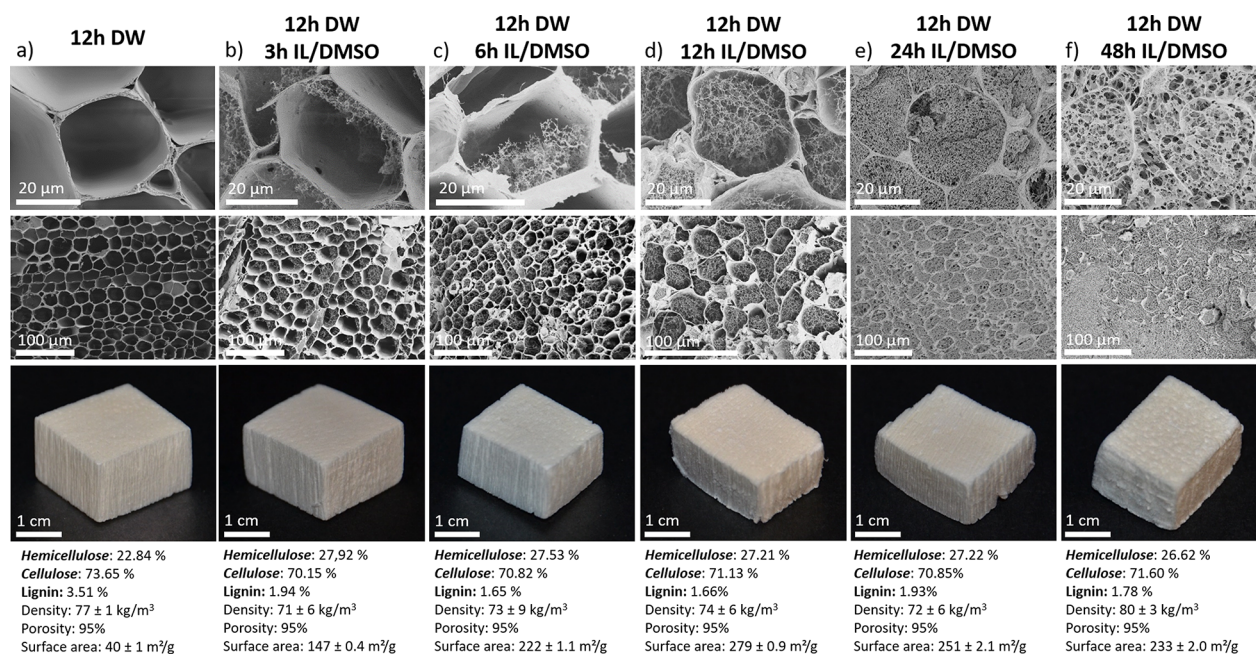 a)
12h DW
b)
12h DW
3h IL/DMSO
c)
12h DW
6h IL/DMSO
d)
12h DW
12h IL/DMSO
e)
12h DW
24h IL/DMSO
f)
12h DW
48h IL/DMSO
20 µm
20 µm
20 µm
20 µm
20 µm
20 µm
100 µm
100 µm
100 µm
100 µm
100 µm
100 µm
1 cm
1 cm
1 cm
1 cm
1 cm
1 cm
Hemicellulose: 22.84 %
Cellulose: 73.65 %
Lignin: 3.51 %
Density: 77 ± 1 kg/m³
Porosity: 95%
Surface area: 40 ± 1 m²/g
Hemicellulose: 27,92 %
Cellulose: 70.15 %
Lignin: 1.94 %
Density: 71 ± 6 kg/m³
Porosity: 95%
Surface area: 147 ± 0.4 m²/g
Hemicellulose: 27.53 %
Cellulose: 70.82 %
Lignin: 1.65 %
Density: 73 ± 9 kg/m³
Porosity: 95%
Surface area: 222 ± 1.1 m²/g
Hemicellulose: 27.21 %
Cellulose: 71.13 %
Lignin: 1.66%
Density: 74 ± 6 kg/m³
Porosity: 95%
Surface area: 279 ± 0.9 m²/g
Hemicellulose: 27.22 %
Cellulose: 70.85%
Lignin: 1.93%
Density: 72 ± 6 kg/m³
Porosity: 95%
Surface area: 251 ± 2.1 m²/g
Hemicellulose: 26.62 %
Cellulose: 71.60 %
Lignin: 1.78 %
Density: 80 ± 3 kg/m³
Porosity: 95%
Surface area: 233 ± 2.0 m²/g